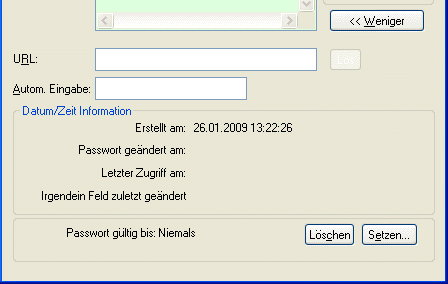 << Weniger
URL:
Los
Autom. Eingabe:
Datum/Zeit Information
Erstellt am: 26.01.2009 13:22:26
Passwort geändert am:
Letzter Zugriff am:
Irgendein Feld zuletzt geändert
Passwort gültig bis: Niemals
Löschen
Setzen...